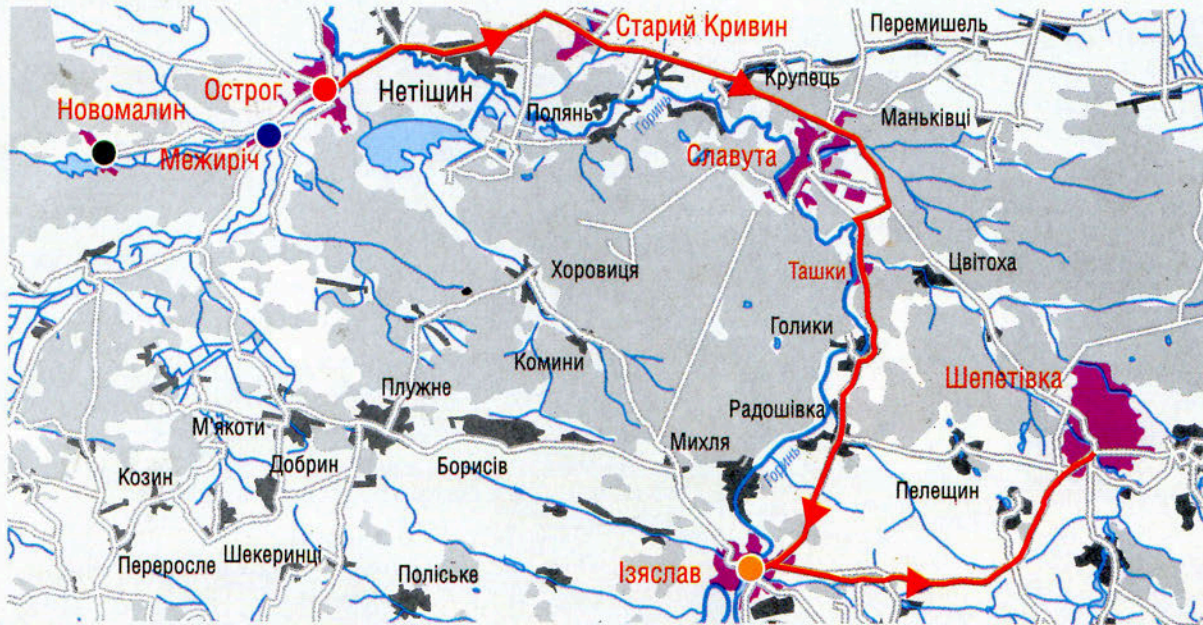 Старий Кривин
Перемишель
Острог
Нетішин
Крупець
Новомалин
Полянь
Горинь
Маньківці
Межиріч
Славута
Хоровиця
Ташки
Цвітоха
Голики
Комини
Шепетівка
Плужне
Радошівка
М'якоти
Михля
Добрин
Борисів
Горинь
Козин
Пелещин
Шекеринці
Переросле
Поліське
Ізяслав